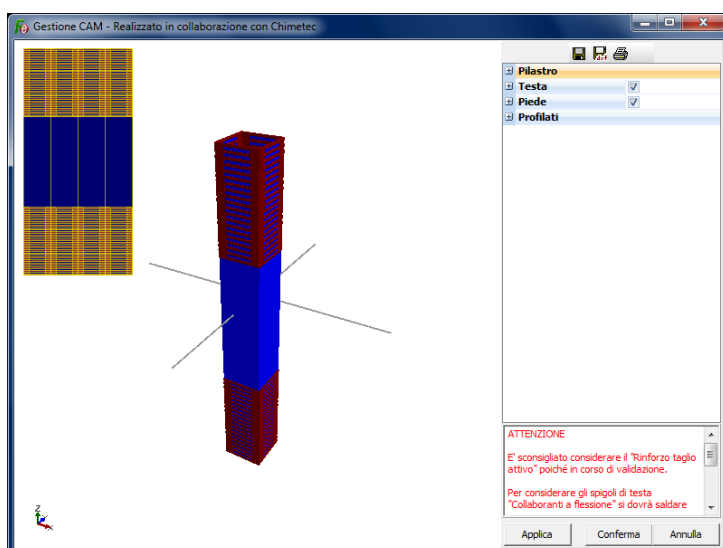 Gestione CAM - Realizzato in collaborazione con Chimetec
Pilastro
Testa
Piede
Profilati
ATTENZIONE
E' sconsigliato considerare il "Rinforzo taglio
attivo" poiché in corso di validazione.
Per considerare gli spigoli di testa
"Collaboranti a flessione" si dovrà saldare
Applica
Conferma
Annulla
Z